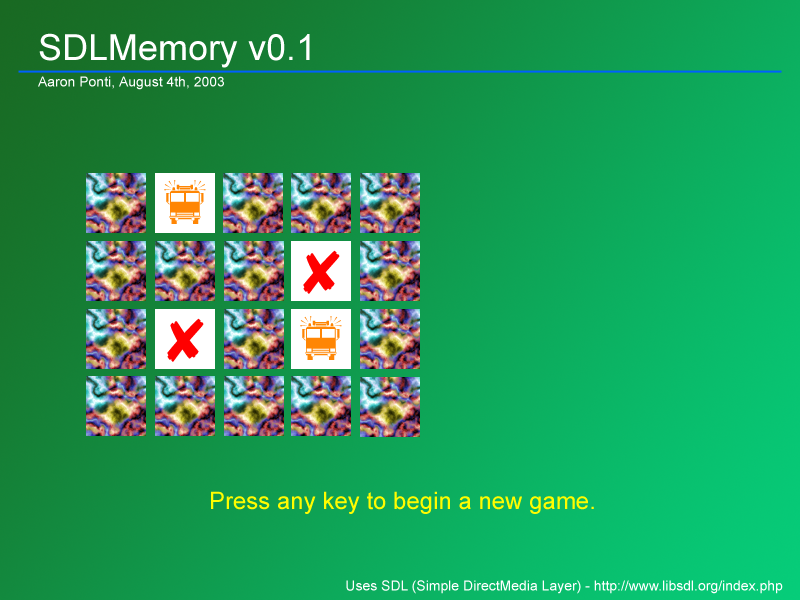 SDLMemory v0.1
Aaron Ponti, August 4th, 2003
Press any key to begin a new game.
Uses SDL (Simple DirectMedia Layer) - http://www.libsdl.org/index.php